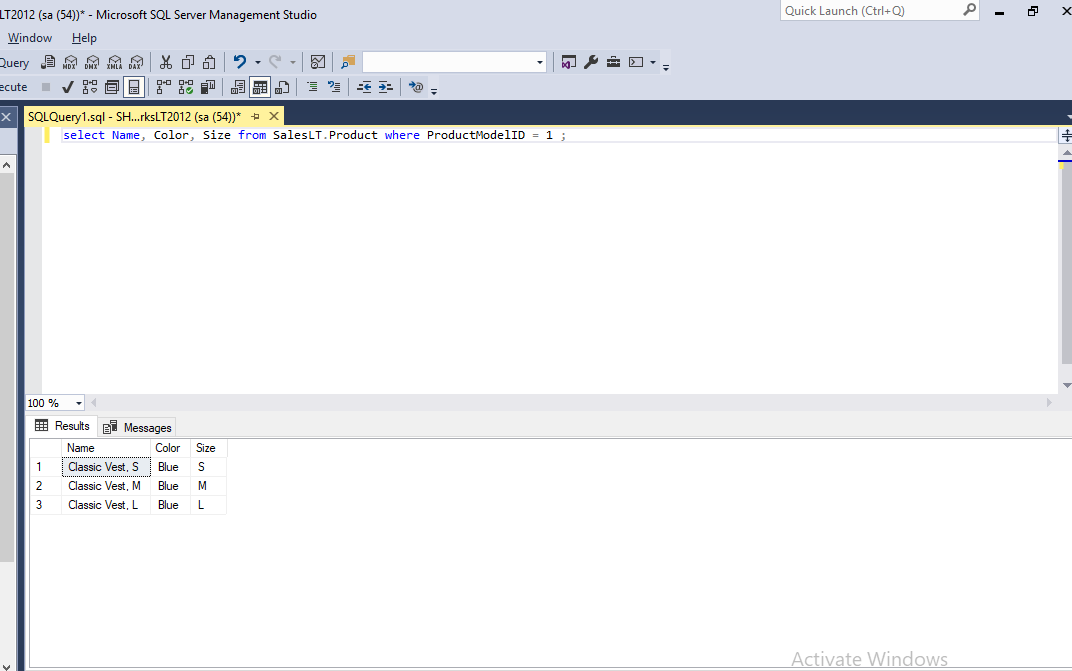 LT2012 (sa (54))* - Microsoft SQL Server Management Studio
Quick Launch (Ctrl+Q)
Window Help
Query MDX DMX XMLA DAX
ecute
SQLQuery1.sql - SH...rksLT2012 (sa (54))*
select Name, Color, Size from SalesLT.Product where ProductModelID = 1 ;
100 %
Results Messages
Name Color Size
1 Classic Vest, S Blue S
2 Classic Vest, M Blue M
3 Classic Vest, L Blue L
Activate Windows